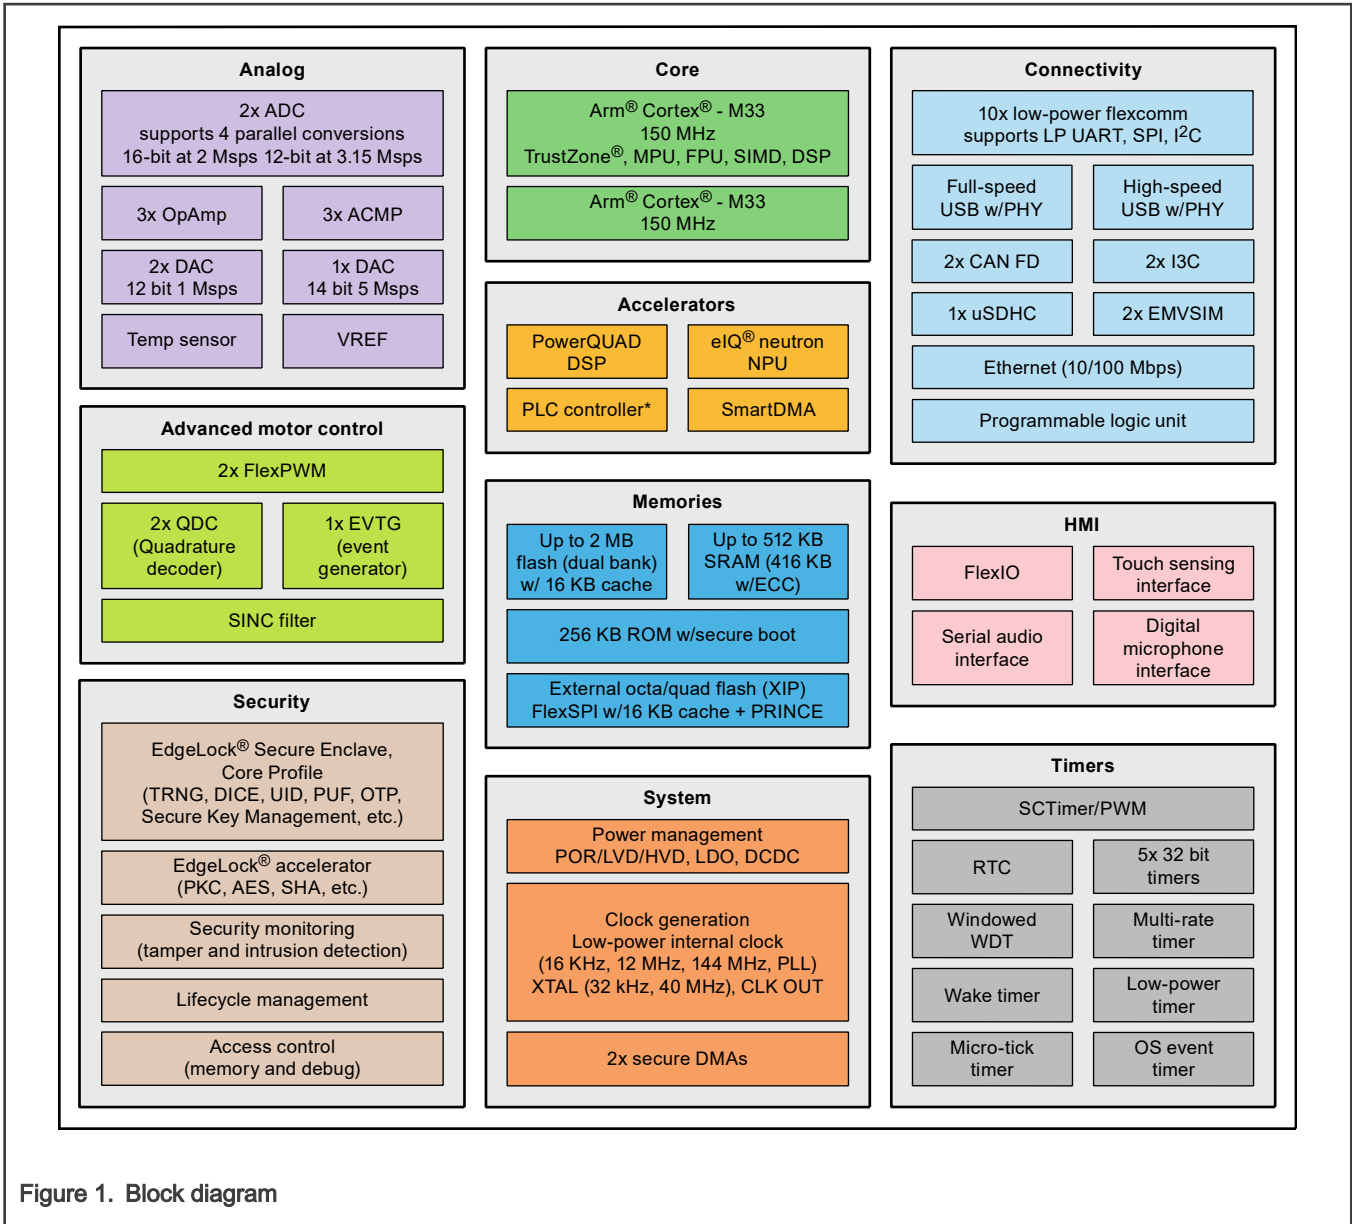 Analog
2x ADC
supports 4 parallel conversions
16-bit at 2 Msps 12-bit at 3.15 Msps
3x OpAmp
3x ACMP
2x DAC
12 bit 1 Msps
1x DAC
14 bit 5 Msps
Temp sensor
VREF
Advanced motor control
2x FlexPWM
2x QDC
(Quadrature
decoder)
1x EVTG
(event
generator)
SINC filter
Security
EdgeLock® Secure Enclave,
Core Profile
(TRNG, DICE, UID, PUF, OTP,
Secure Key Management, etc.)
EdgeLock® accelerator
(PKC, AES, SHA, etc.)
Security monitoring
(tamper and intrusion detection)
Lifecycle management
Access control
(memory and debug)
Core
Arm® Cortex® - M33
150 MHz
TrustZone®, MPU, FPU, SIMD, DSP
Arm® Cortex® - M33
150 MHz
Accelerators
PowerQUAD
DSP
eIQ® neutron
NPU
PLC controller*
SmartDMA
Memories
Up to 2 MB
flash (dual bank)
w/ 16 KB cache
Up to 512 KB
SRAM (416 KB
w/ECC)
256 KB ROM w/secure boot
External octa/quad flash (XIP)
FlexSPI w/16 KB cache + PRINCE
System
Power management
POR/LVD/HVD, LDO, DCDC
Clock generation
Low-power internal clock
(16 KHz, 12 MHz, 144 MHz, PLL)
XTAL (32 kHz, 40 MHz), CLK OUT
2x secure DMAs
Connectivity
10x low-power flexcomm
supports LP UART, SPI, I²C
Full-speed
USB w/PHY
High-speed
USB w/PHY
2x CAN FD
2x I3C
1x uSDHC
2x EMVSIM
Ethernet (10/100 Mbps)
Programmable logic unit
HMI
FlexIO
Touch sensing
interface
Serial audio
interface
Digital
microphone
interface
Timers
SCTimer/PWM
RTC
5x 32 bit
timers
Windowed
WDT
Multi-rate
timer
Wake timer
Low-power
timer
Micro-tick
timer
OS event
timer
Figure 1. Block diagram